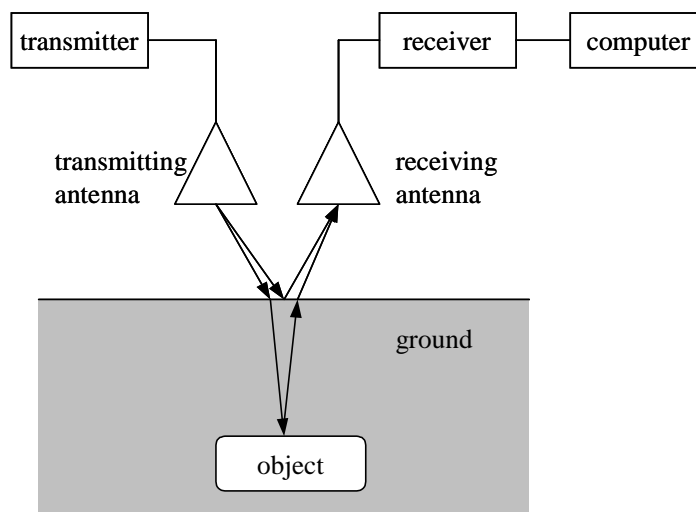 transmitter
receiver
computer
transmitting
antenna
receiving
antenna
ground
object